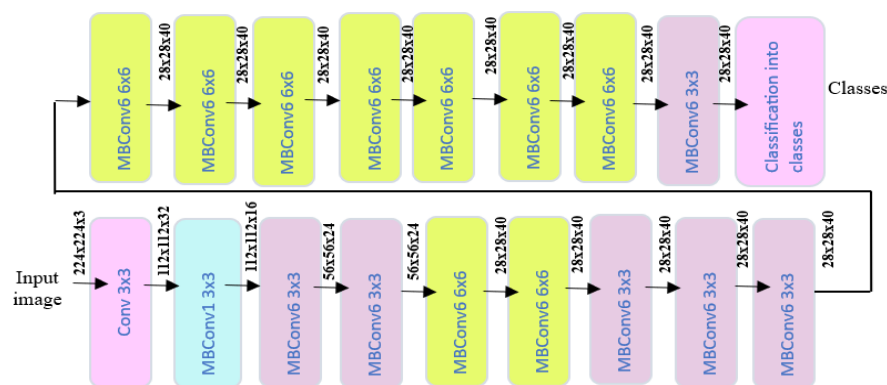 MBConv6 6x6
28x28x40
MBConv6 6x6
28x28x40
MBConv6 6x6
28x28x40
MBConv6 6x6
28x28x40
MBConv6 6x6
28x28x40
MBConv6 6x6
28x28x40
MBConv6 6x6
28x28x40
MBConv6 3x3
28x28x40
Classification into
classes
Classes
Input
image
224x224x3
Conv 3x3
112x112x32
MBConv1 3x3
112x112x16
MBConv6 3x3
56x56x24
MBConv6 3x3
56x56x24
MBConv6 6x6
28x28x40
MBConv6 6x6
28x28x40
MBConv6 3x3
28x28x40
MBConv6 3x3
28x28x40
MBConv6 3x3
28x28x40